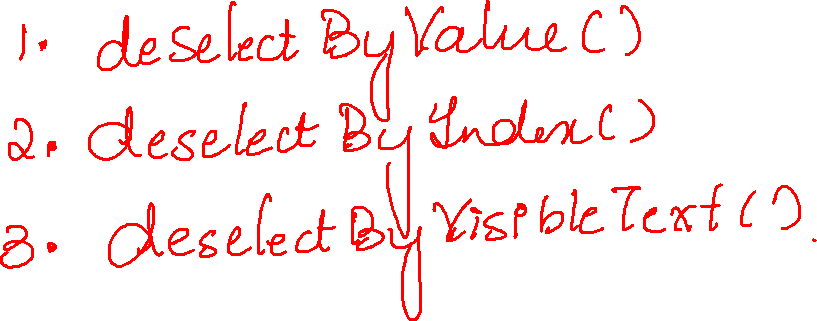 1. deselectByValue()
2. deselectByIndex()
3. deselectByVisibleText().